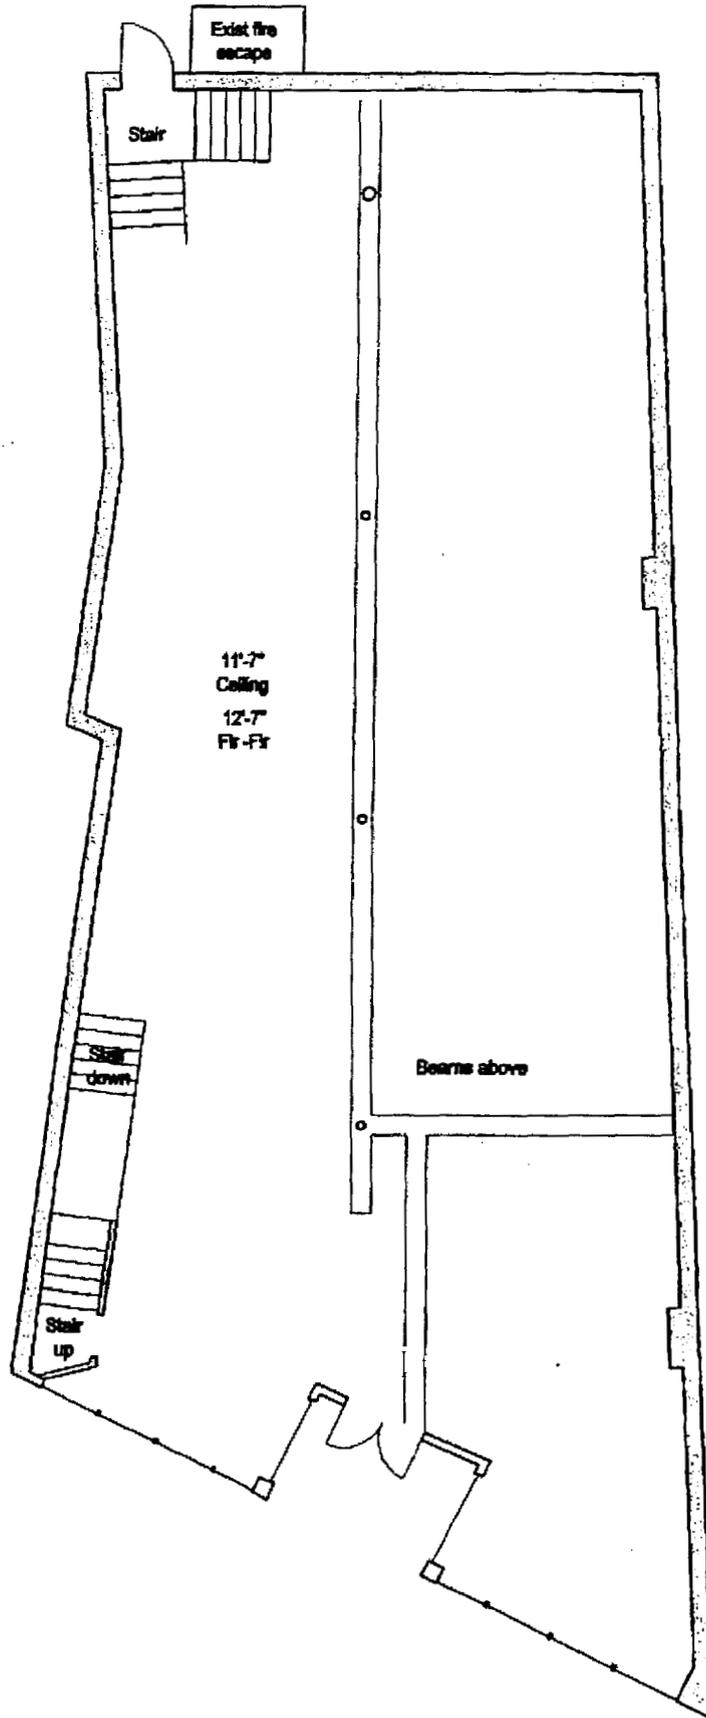 Exist fire
escape
Stair
11'-7"
Ceiling
12'-7"
Flr -Flr
Stair
down
Beams above
Stair
up